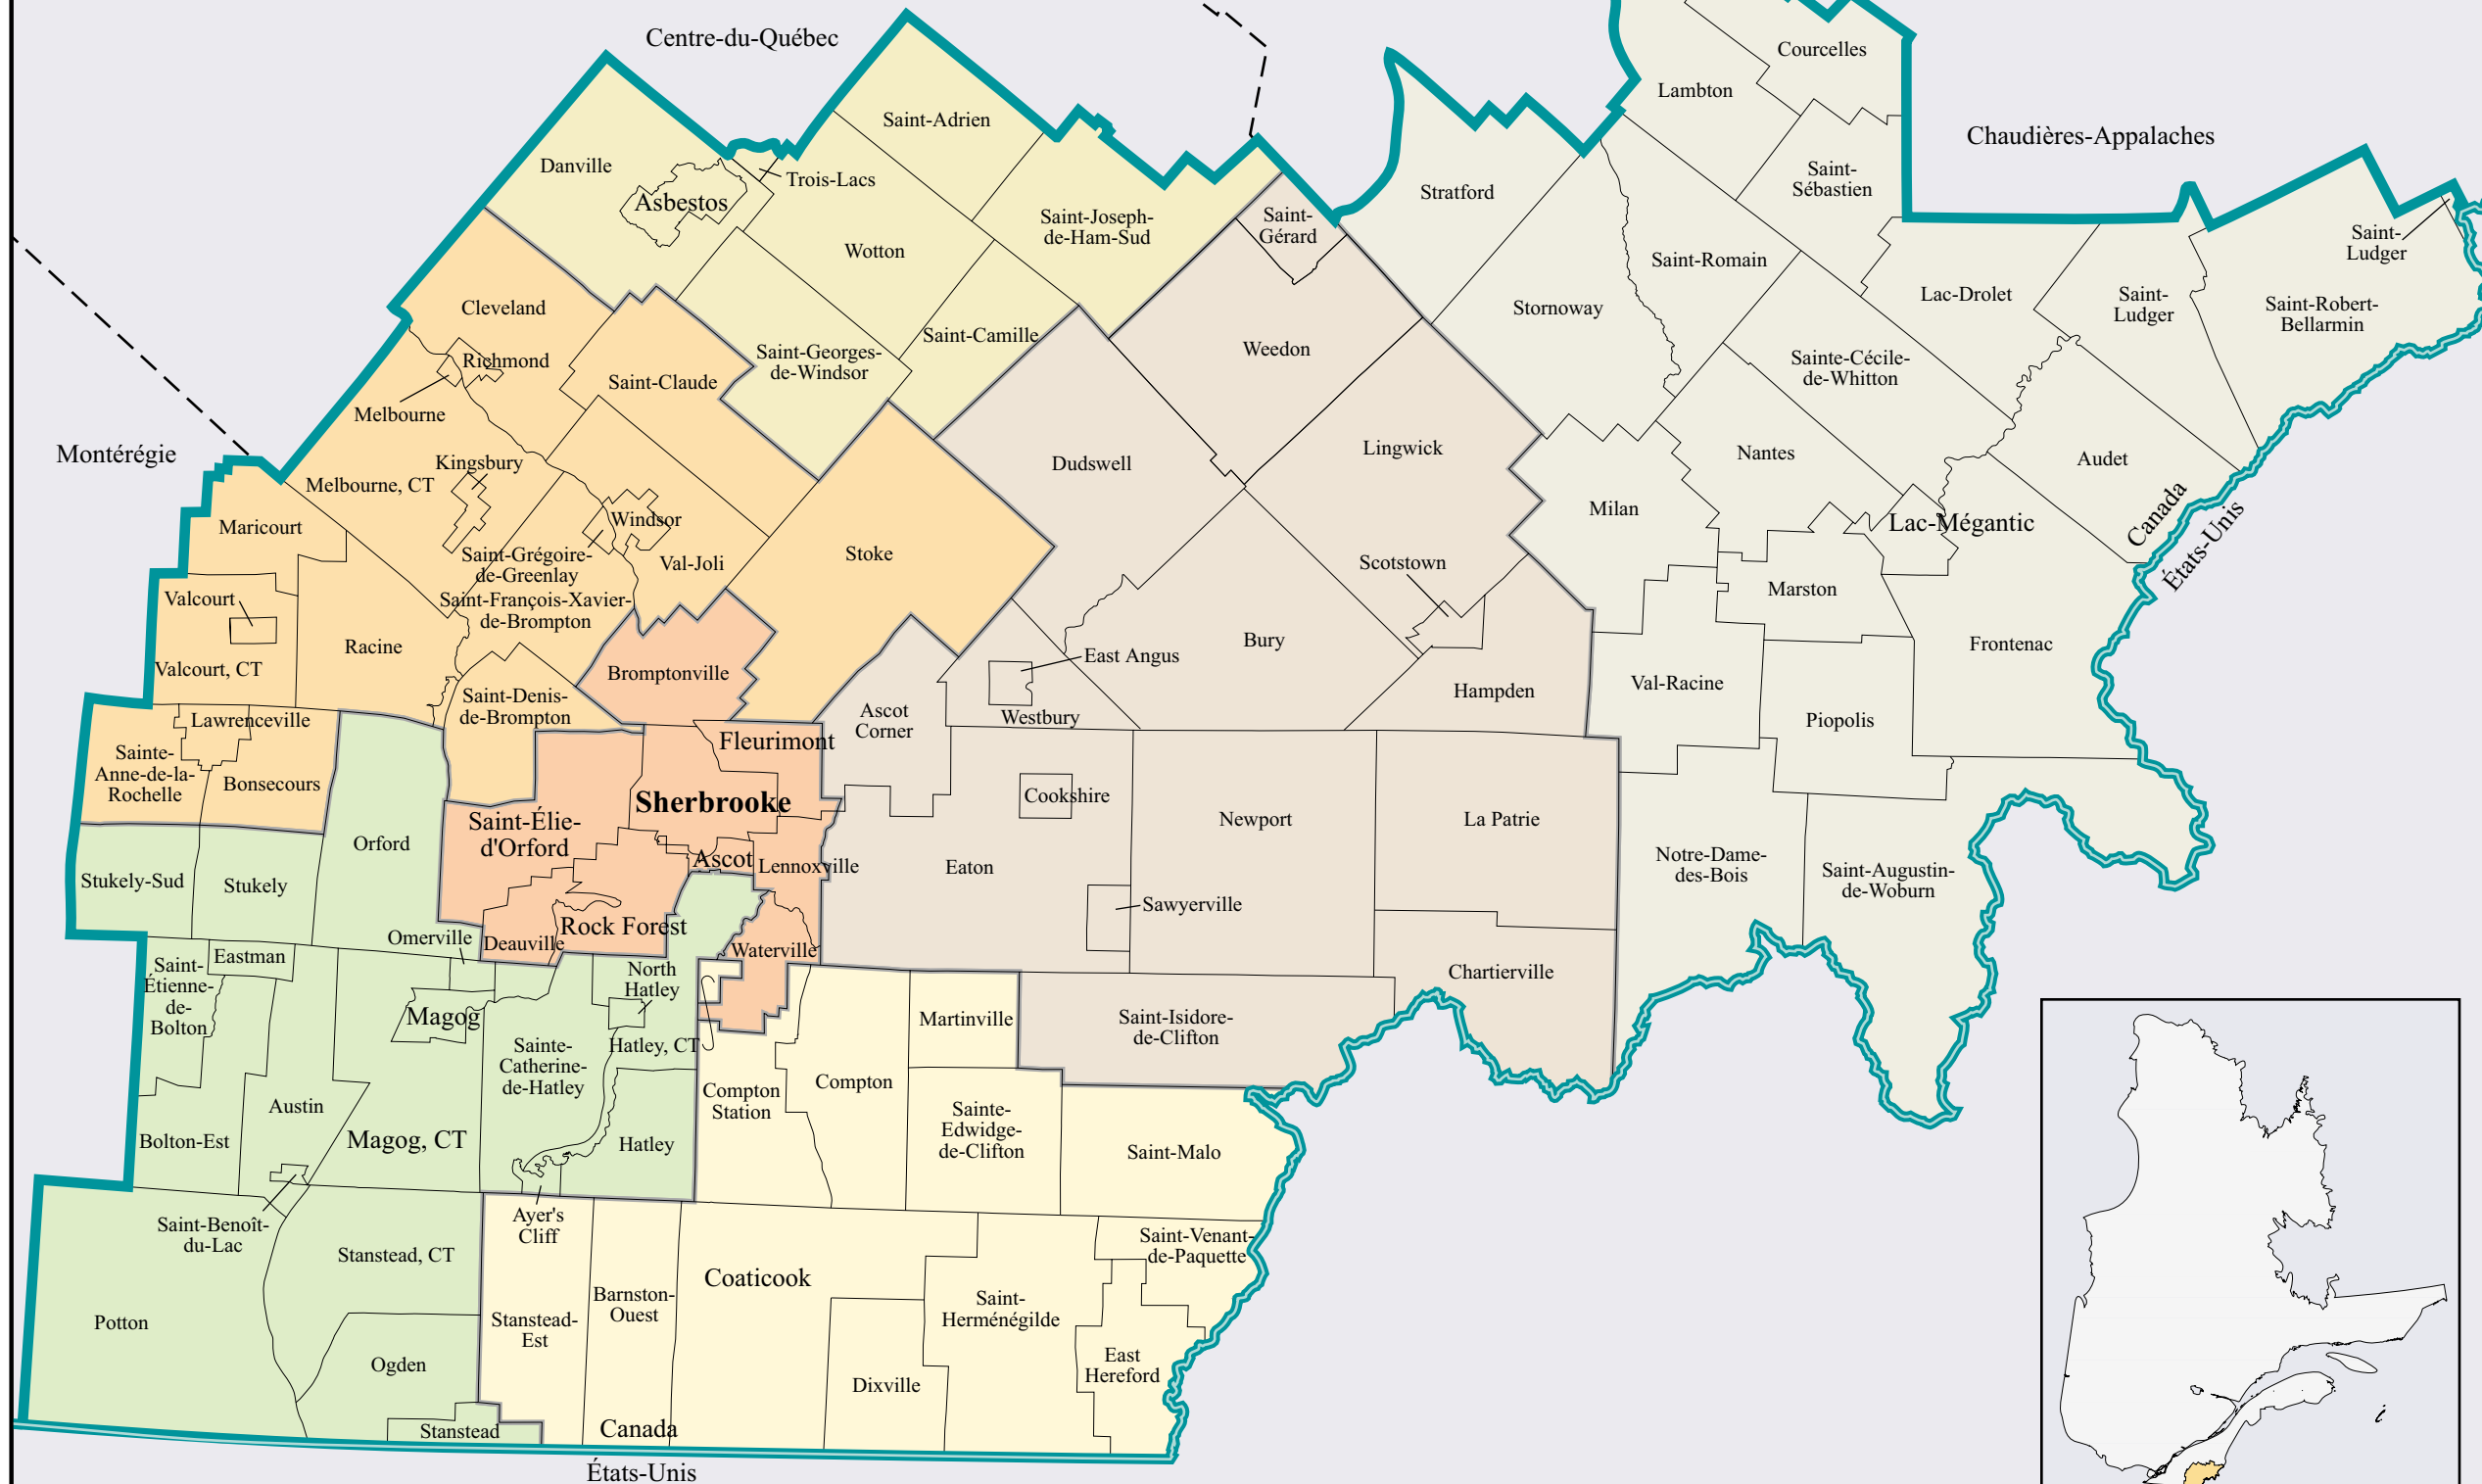 Centre-du-Québec
Courcelles
Lambton
Chaudières-Appalaches
Saint-Adrien
Danville
Trois-Lacs
Asbestos
Saint-
Sébastien
Stratford
Saint-Joseph-
de-Ham-Sud
Saint-
Gérard
Wotton
Saint-
Ludger
Saint-Romain
Lac-Drolet
Saint-
Ludger
Saint-Robert-
Bellarmin
Cleveland
Stornoway
Saint-Camille
Weedon
Saint-Georges-
de-Windsor
Sainte-Cécile-
de-Whitton
Richmond
Saint-Claude
Melbourne
Montérégie
Kingsbury
Dudswell
Lingwick
Nantes
Audet
Melbourne, CT
Maricourt
Windsor
Milan
Lac-Mégantic
Canada
États-Unis
Saint-Grégoire-
de-Greenlay
Val-Joli
Stoke
Scotstown
Marston
Valcourt
Saint-François-Xavier-
de-Brompton
Racine
Bury
Frontenac
East Angus
Valcourt, CT
Bromptonville
Val-Racine
Hampden
Saint-Denis-
de-Brompton
Ascot
Corner
Westbury
Piopolis
Lawrenceville
Fleurimont
Sainte-
Anne-de-la-
Rochelle
Bonsecours
Sherbrooke
Cookshire
Newport
La Patrie
Saint-Élie-
d'Orford
Orford
Ascot
Lennoxville
Eaton
Notre-Dame-
des-Bois
Saint-Augustin-
de-Woburn
Stukely-Sud
Stukely
Sawyerville
Rock Forest
Omerville
Deauville
Waterville
Eastman
Saint-
Étienne-
de-
Bolton
North
Hatley
Chartierville
Magog
Martinville
Saint-Isidore-
de-Clifton
Hatley, CT
Sainte-
Catherine-
de-Hatley
Compton
Station
Compton
Austin
Sainte-
Edwidge-
de-Clifton
Bolton-Est
Magog, CT
Hatley
Saint-Malo
Saint-Benoît-
du-Lac
Ayer's
Cliff
Stanstead, CT
Saint-Venant-
de-Paquette
Coaticook
Barnston-
Ouest
Saint-
Herménégilde
Potton
Stanstead-
Est
Ogden
East
Hereford
Dixville
Stanstead
Canada
États-Unis